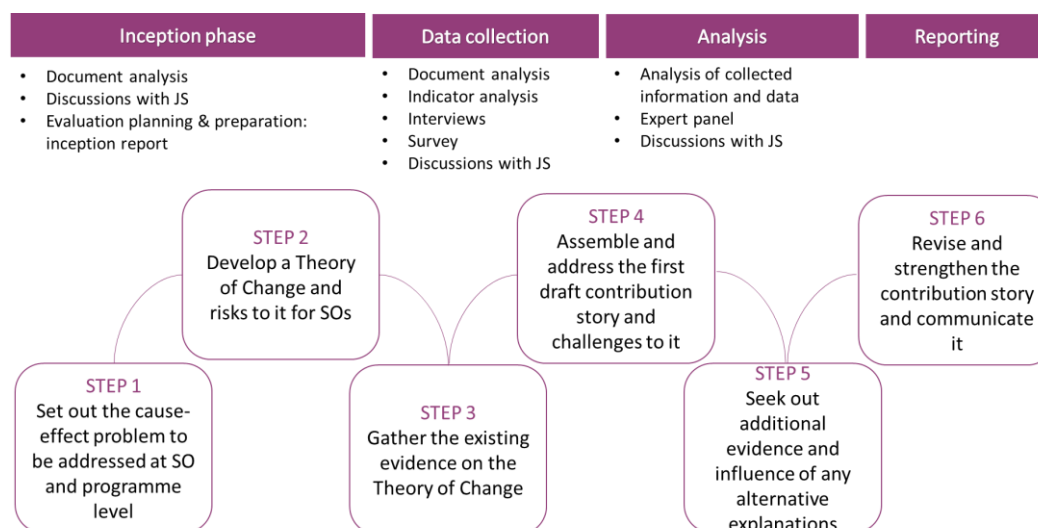 Inception phase
Data collection
Analysis
Reporting
• Document analysis
• Discussions with JS
• Evaluation planning & preparation:
inception report
• Document analysis
• Indicator analysis
• Interviews
• Survey
• Discussions with JS
• Analysis of collected
information and data
• Expert panel
• Discussions with JS
STEP 1
Set out the cause-
effect problem to
be addressed at SO
and programme
level
STEP 2
Develop a Theory
of Change and
risks to it for SOs
STEP 3
Gather the existing
evidence on the
Theory of Change
STEP 4
Assemble and
address the first
draft contribution
story and
challenges to it
STEP 5
Seek out
additional
evidence and
influence of any
alternative
explanations
STEP 6
Revise and
strengthen the
contribution story
and communicate
it